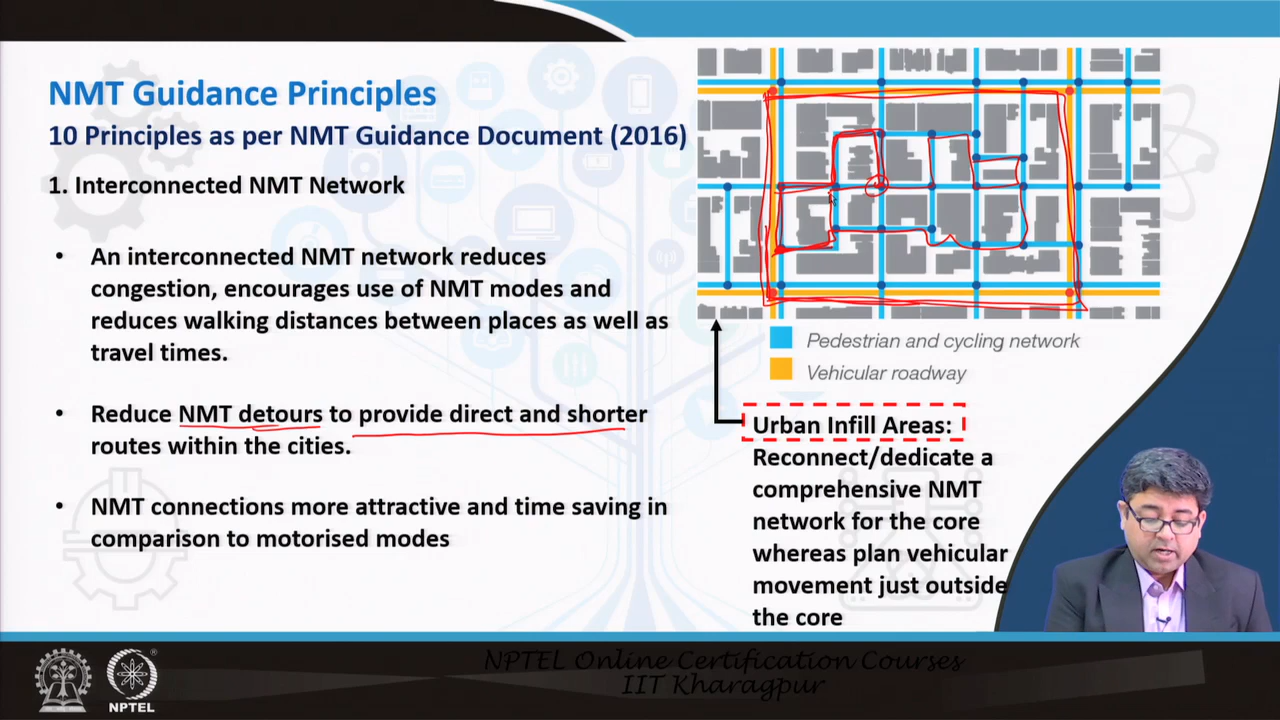 NMT Guidance Principles
10 Principles as per NMT Guidance Document (2016)
1. Interconnected NMT Network
• An interconnected NMT network reduces
congestion, encourages use of NMT modes and
reduces walking distances between places as well as
travel times.
• Reduce NMT detours to provide direct and shorter
routes within the cities.
• NMT connections more attractive and time saving in
comparison to motorised modes
Pedestrian and cycling network
Vehicular roadway
Urban Infill Areas:
Reconnect/dedicate a
comprehensive NMT
network for the core
whereas plan vehicular
movement just outside
the core
NPTEL Online Certification Courses
IIT Kharagpur
NPTEL